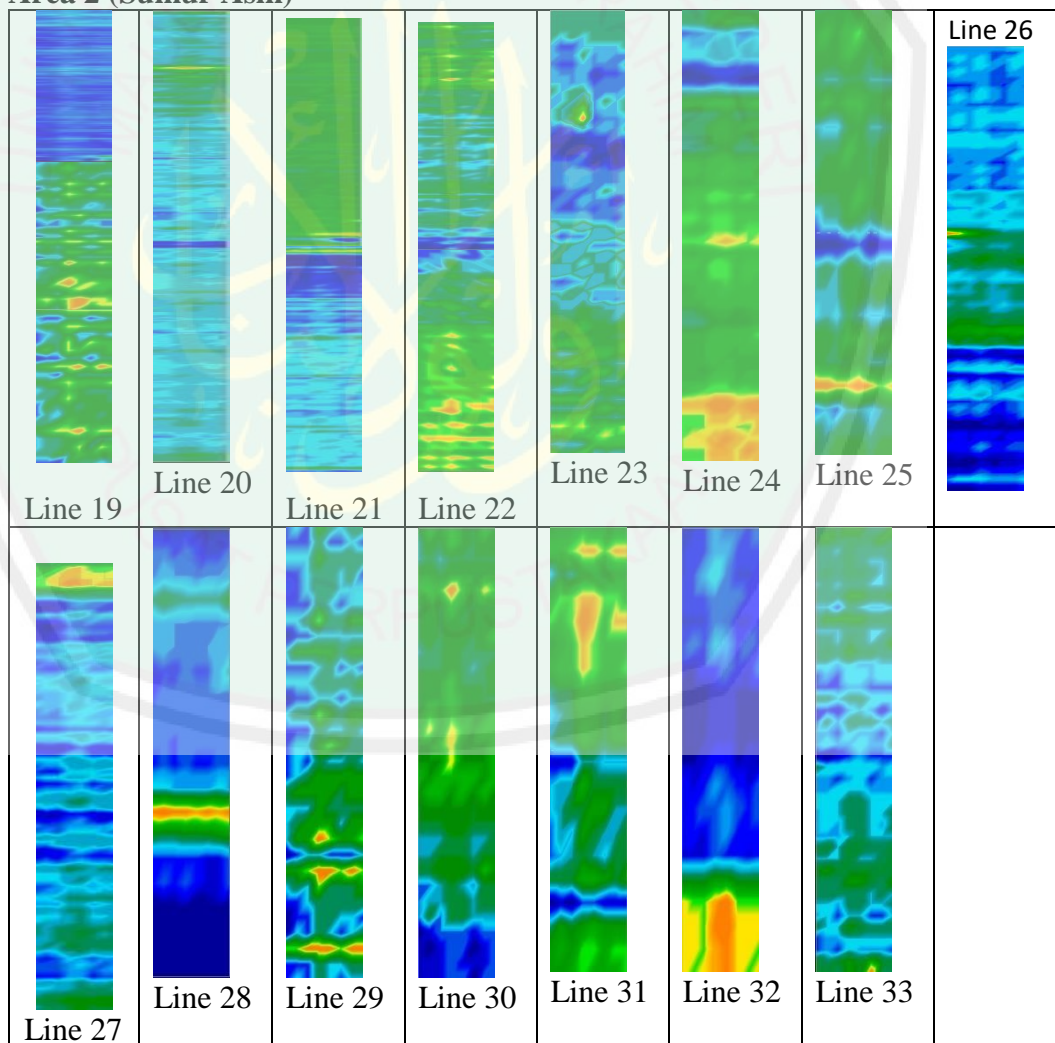 Area 2 (Sumur Asin)
Line 26
Line 19
Line 20
Line 21
Line 22
Line 23
Line 24
Line 25
Line 27
Line 28
Line 29
Line 30
Line 31
Line 32
Line 33